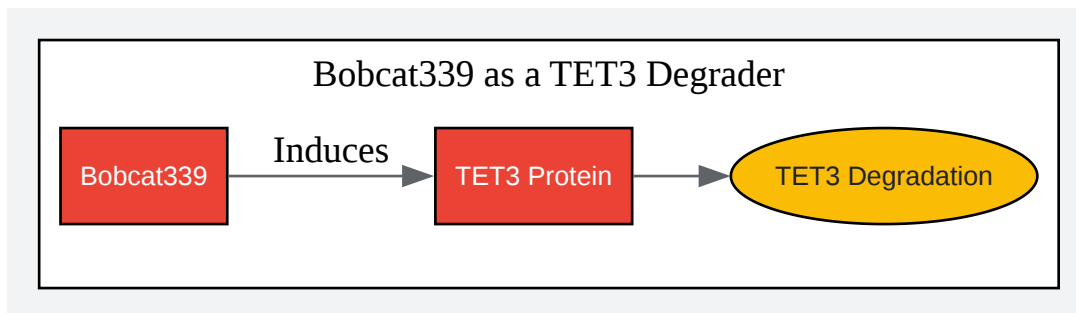 Bobcat339 as a TET3 Degrader
Bobcat339
Induces
TET3 Protein
TET3 Degradation